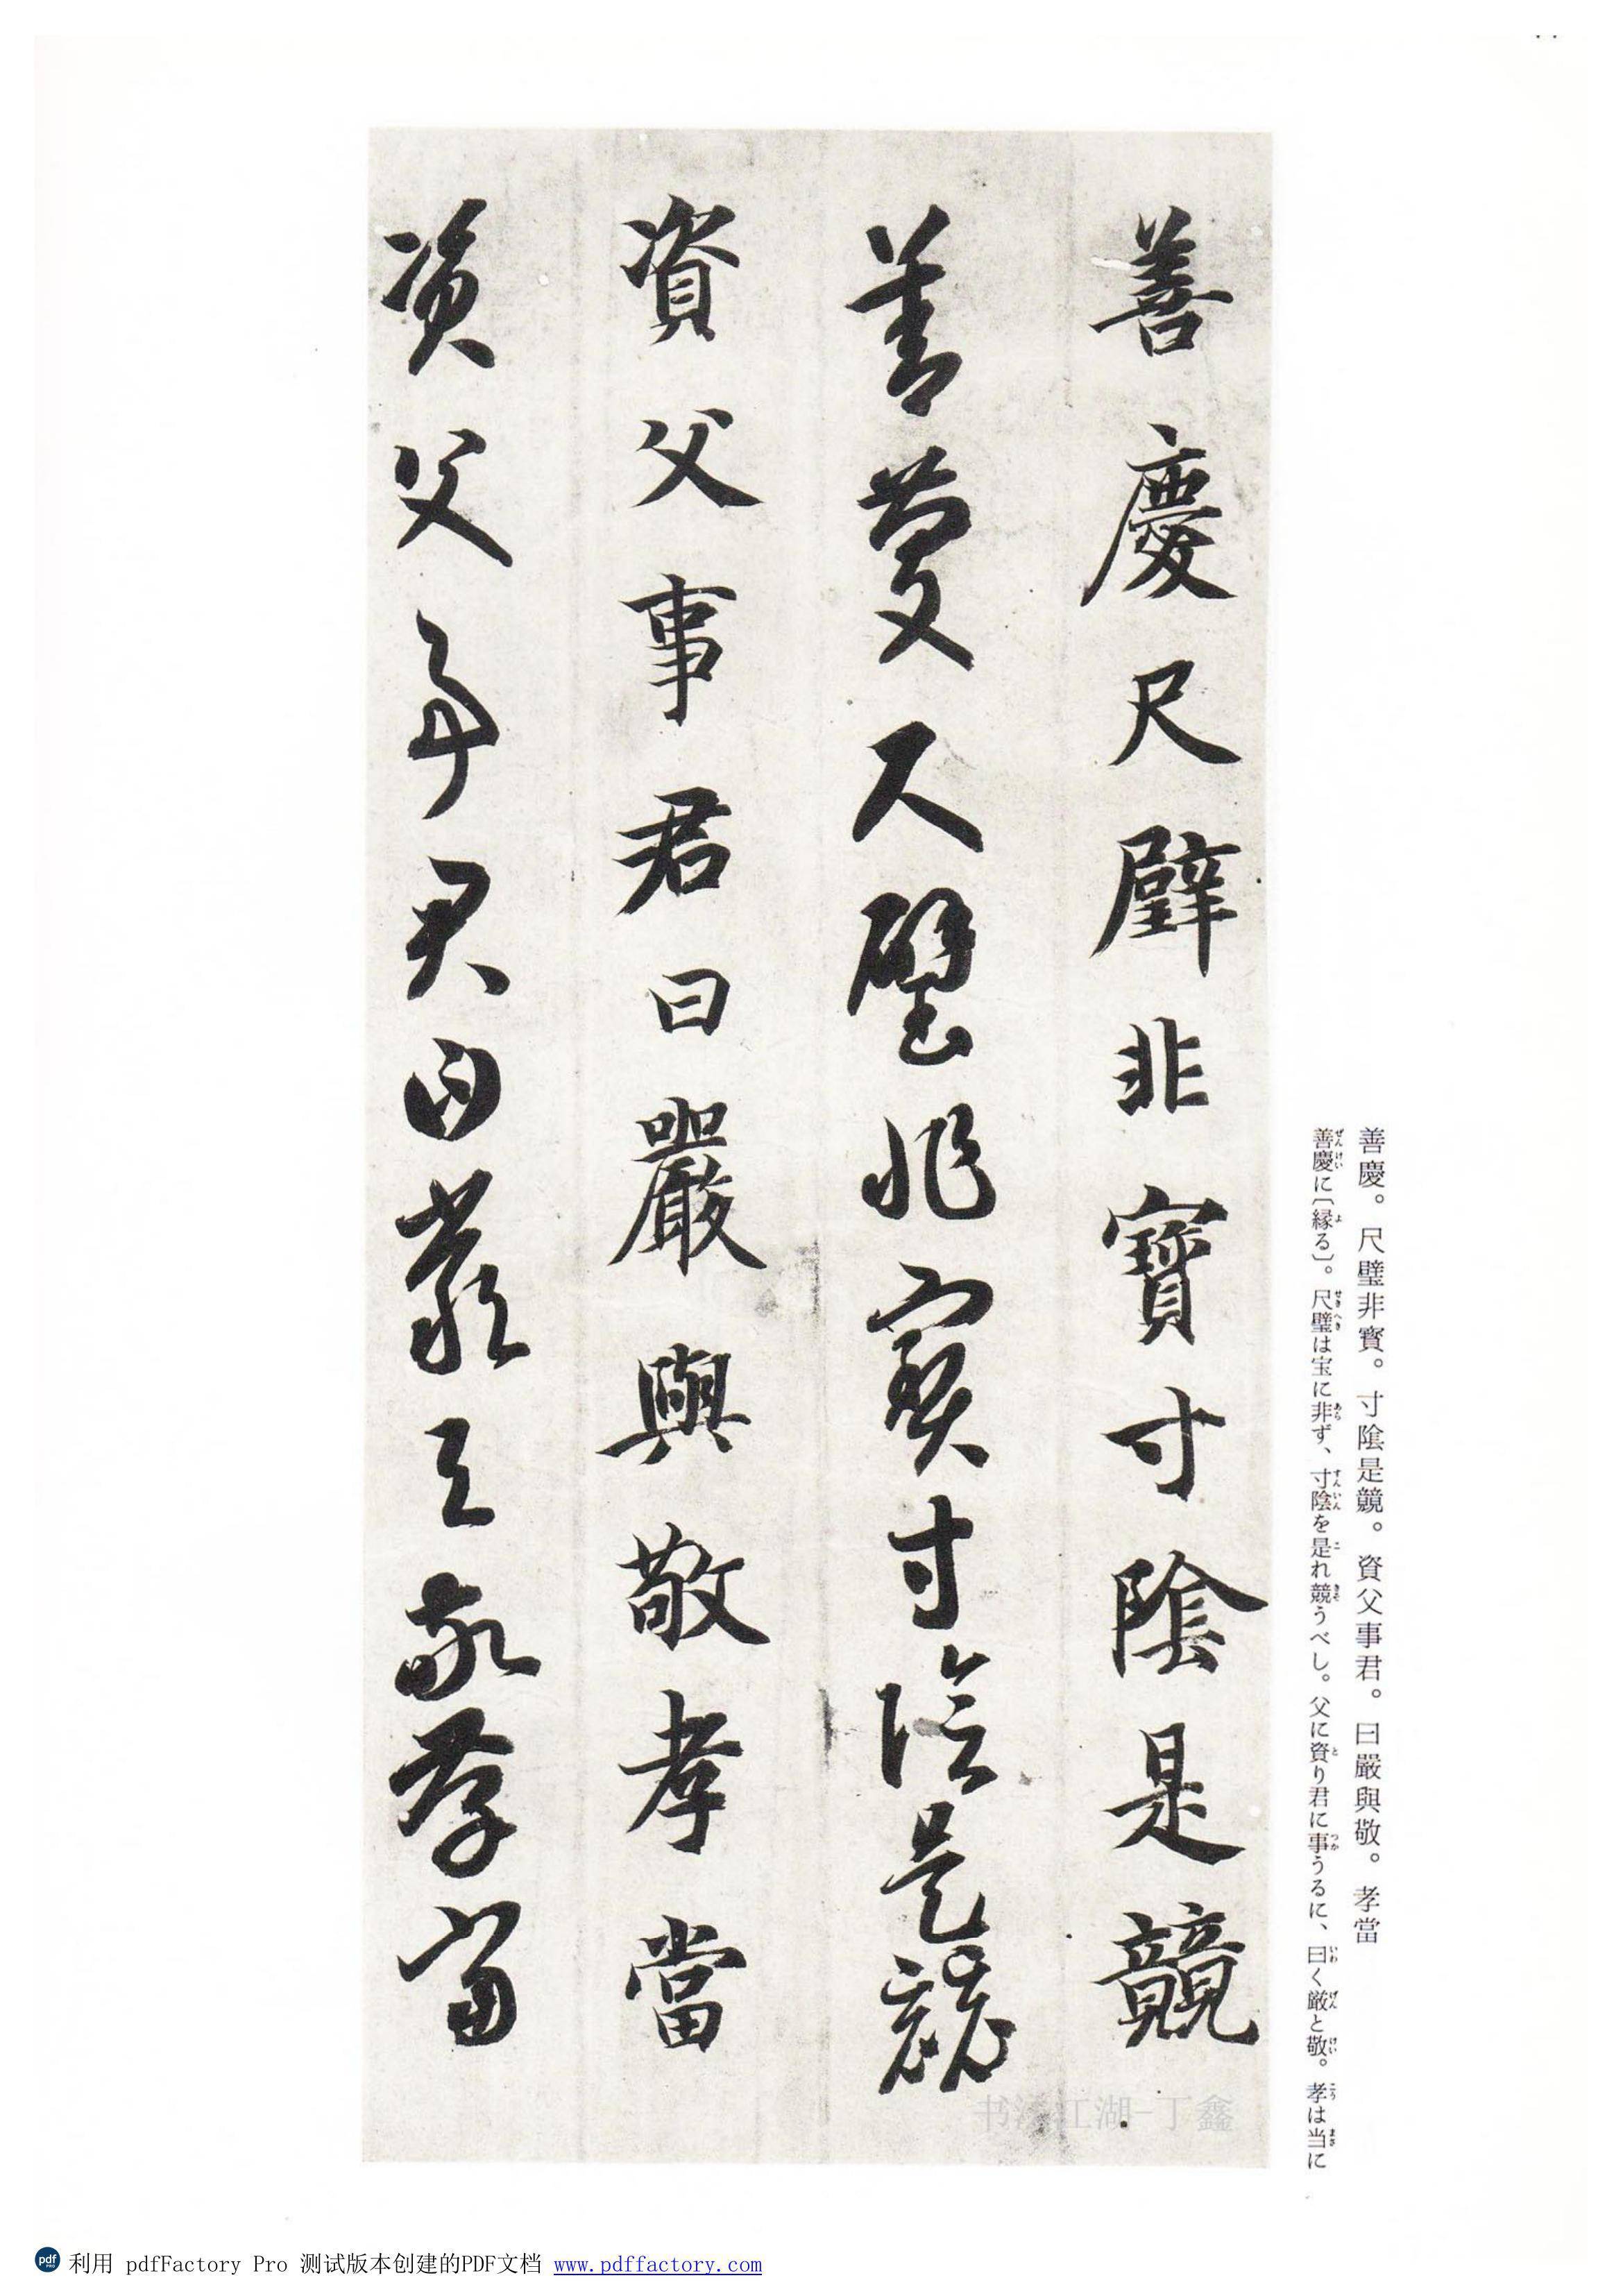 善慶。尺璧非寳。寸陰是競。資父事君。曰嚴與敬。孝當
善慶に〔縁る〕。尺璧は宝に非ず、寸陰を是れ競うべし。父に資り君に事うるに、曰く厳と敬。孝は当に
善慶尺璧非寶寸陰是競
善慶尺璧非寶寸陰是競
資父事君曰嚴與敬孝當
資父事君曰嚴與敬孝當
书法江湖-丁鑫
利用 pdfFactory Pro 测试版本创建的PDF文档 www.pdffactory.com